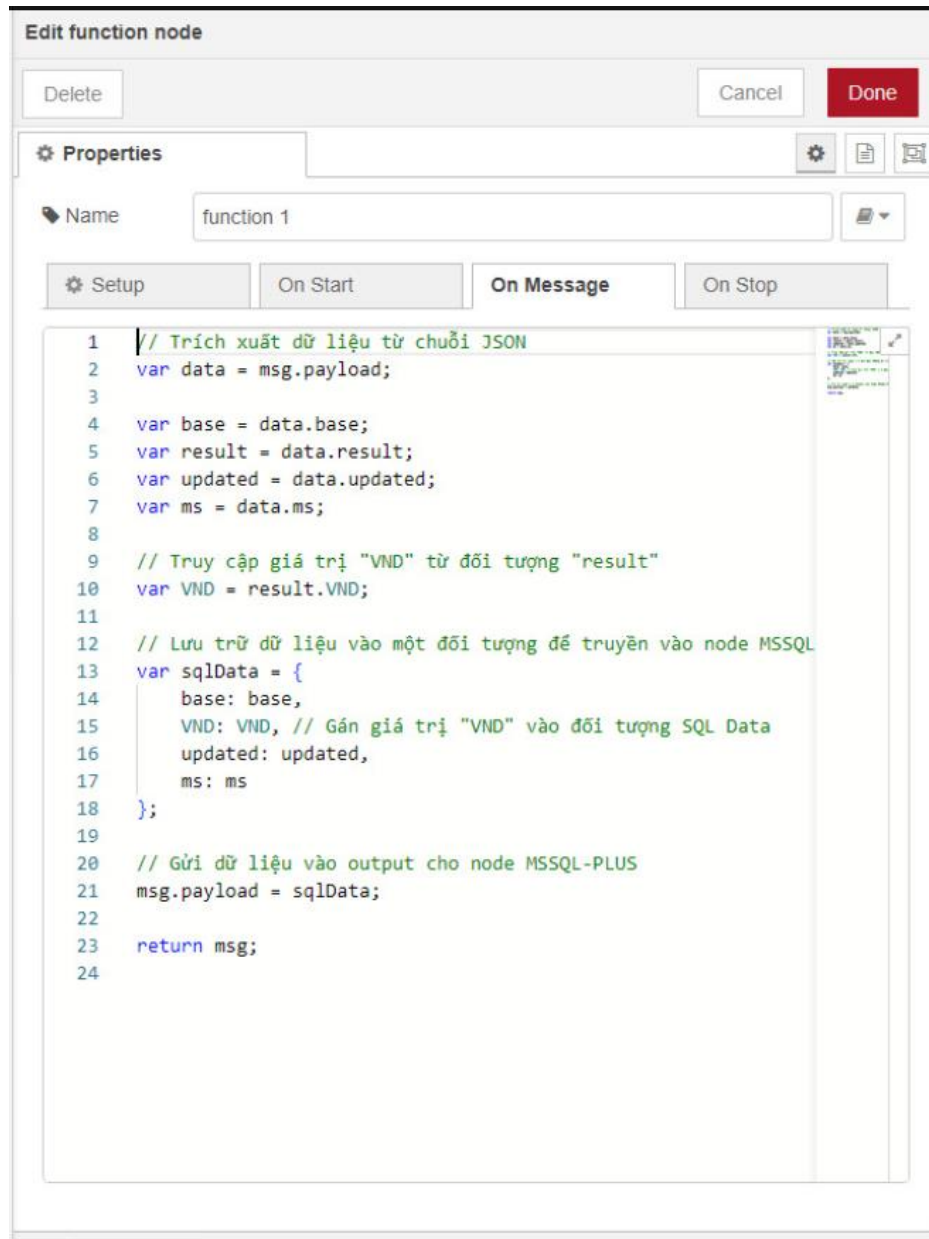 Edit function node
Delete
Cancel
Done
Properties
Name
function 1
Setup
On Start
On Message
On Stop
1 // Trích xuất dữ liệu từ chuỗi JSON
2 var data = msg.payload;
3
4 var base = data.base;
5 var result = data.result;
6 var updated = data.updated;
7 var ms = data.ms;
8
9 // Truy cập giá trị "VND" từ đối tượng "result"
10 var VND = result.VND;
11
12 // Lưu trữ dữ liệu vào một đối tượng để truyền vào node MSSQL
13 var sqlData = {
14 base: base,
15 VND: VND, // Gán giá trị "VND" vào đối tượng SQL Data
16 updated: updated,
17 ms: ms
18 };
19
20 // Gửi dữ liệu vào output cho node MSSQL-PLUS
21 msg.payload = sqlData;
22
23 return msg;
24